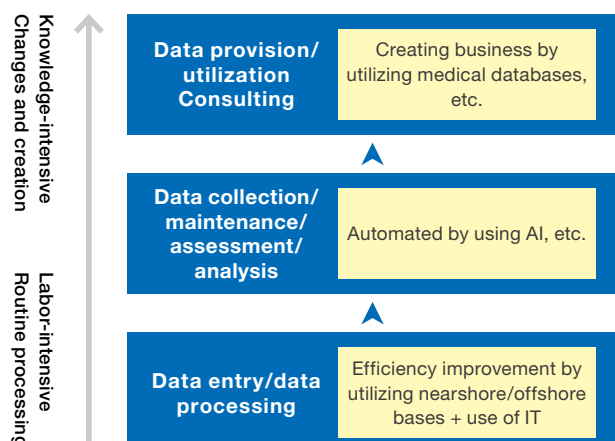 Knowledge-intensive
Changes and creation
Data provision/
utilization
Consulting
Creating business by
utilizing medical databases,
etc.
Data collection/
maintenance/
assessment/
analysis
Automated by using AI, etc.
Labor-intensive
Routine processing
Data entry/data
processing
Efficiency improvement by
utilizing nearshore/offshore
bases + use of IT